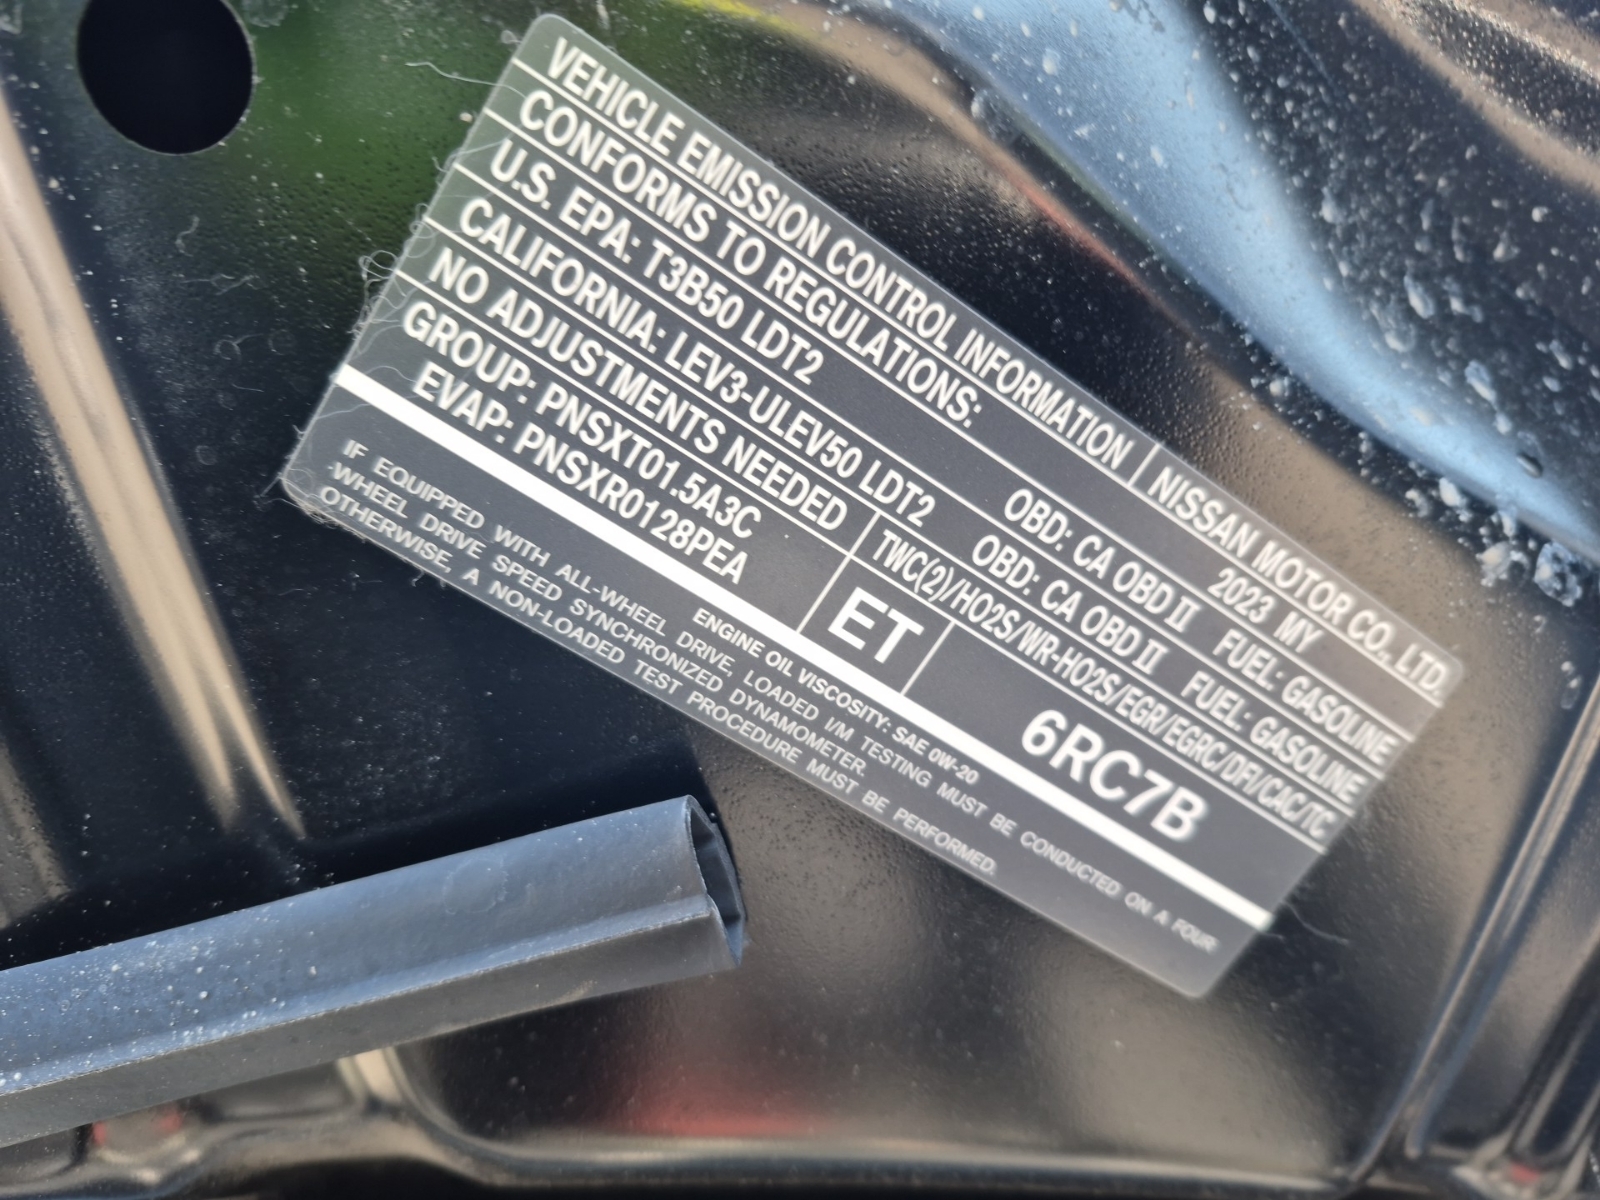 VEHICLE EMISSION CONTROL INFORMATION NISSAN MOTOR CO., LTD.
CONFORMS TO REGULATIONS: 2023 MY
U.S. EPA: T3B50 LDT2 OBD: CA OBD II FUEL: GASOLINE
CALIFORNIA: LEV3-ULEV50 LDT2 OBD: CA OBD II FUEL: GASOLINE
NO ADJUSTMENTS NEEDED TWC(2)/HO2S/WR-HO2S/EGR/EGRC/DFI/CAC/TC
GROUP: PNSXT01.5A3C
EVAP: PNSXR0128PEA
ET
6RC7B
ENGINE OIL VISCOSITY: SAE 0W-20
IF EQUIPPED WITH ALL-WHEEL DRIVE, LOADED I/M TESTING MUST BE CONDUCTED ON A FOUR-
WHEEL DRIVE SPEED SYNCHRONIZED DYNAMOMETER.
OTHERWISE, A NON-LOADED TEST PROCEDURE MUST BE PERFORMED.